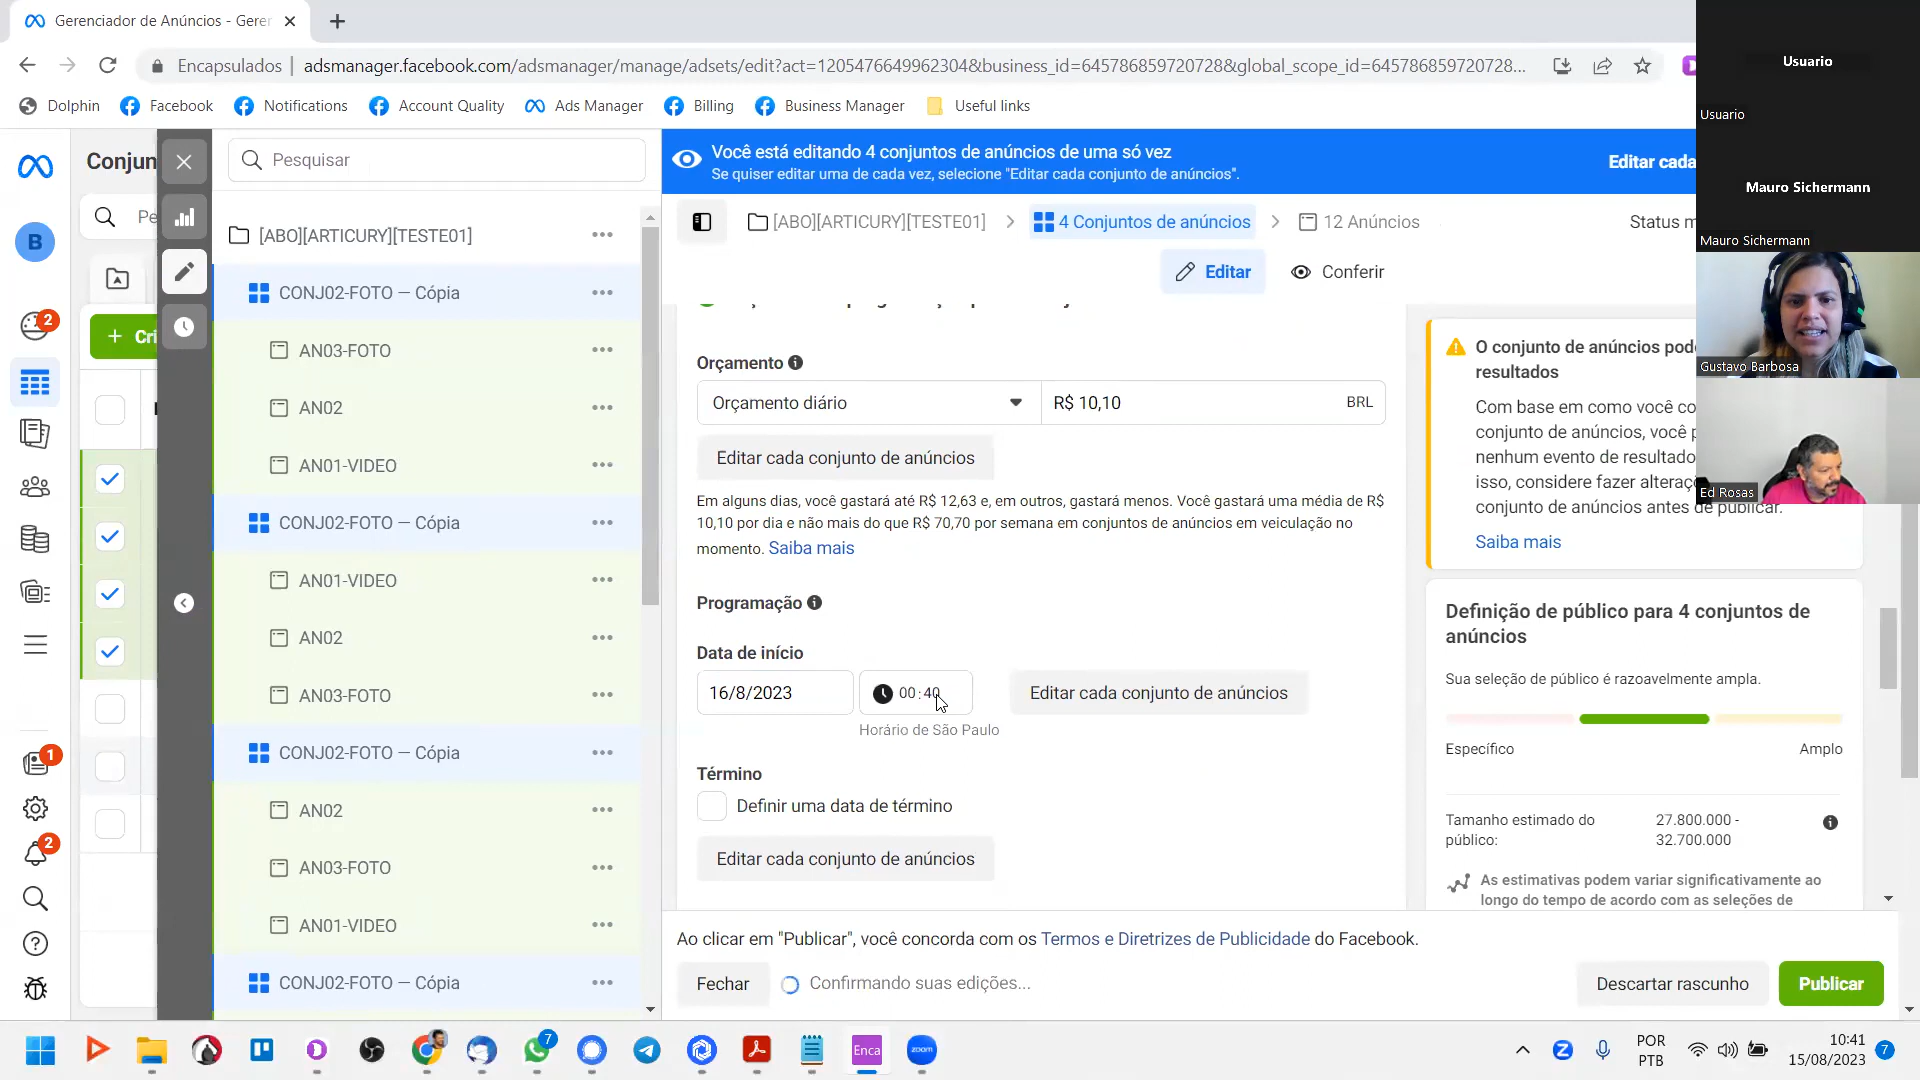 Gerenciador de Anúncios - Geren
Encapsulados
adsmanager.facebook.com/adsmanager/manage/adsets/edit?act=1205476649962304&business_id=645786859720728&global_scope_id=645786859720728...
Dolphin
Facebook
Notifications
Account Quality
Ads Manager
Billing
Business Manager
Useful links
Usuario
Usuario
Mauro Sichermann
Mauro Sichermann
Gustavo Barbosa
Ed Rosas
B
2
1
2
Conjun
Pe
+ Cri
Pesquisar
[ABO][ARTICURY][TESTE01]
CONJ02-FOTO — Cópia
AN03-FOTO
AN02
AN01-VIDEO
CONJ02-FOTO — Cópia
AN01-VIDEO
AN02
AN03-FOTO
CONJ02-FOTO — Cópia
AN02
AN03-FOTO
AN01-VIDEO
CONJ02-FOTO — Cópia
Você está editando 4 conjuntos de anúncios de uma só vez
Se quiser editar uma de cada vez, selecione "Editar cada conjunto de anúncios".
Editar cada
[ABO][ARTICURY][TESTE01]
4 Conjuntos de anúncios
12 Anúncios
Status m
Editar
Conferir
Orçamento
Orçamento diário
R$ 10,10
BRL
Editar cada conjunto de anúncios
Em alguns dias, você gastará até R$ 12,63 e, em outros, gastará menos. Você gastará uma média de R$
10,10 por dia e não mais do que R$ 70,70 por semana em conjuntos de anúncios em veiculação no
momento. Saiba mais
Programação
Data de início
16/8/2023
00:40
Editar cada conjunto de anúncios
Horário de São Paulo
Término
Definir uma data de término
Editar cada conjunto de anúncios
O conjunto de anúncios pod
resultados
Com base em como você co
conjunto de anúncios, você p
nenhum evento de resultado
isso, considere fazer alteraç
conjunto de anúncios antes de publicar.
Saiba mais
Definição de público para 4 conjuntos de
anúncios
Sua seleção de público é razoavelmente ampla.
Específico
Amplo
Tamanho estimado do
público:
27.800.000 -
32.700.000
As estimativas podem variar significativamente ao
longo do tempo de acordo com as seleções de
Ao clicar em "Publicar", você concorda com os Termos e Diretrizes de Publicidade do Facebook.
Fechar
Confirmando suas edições...
Descartar rascunho
Publicar
7
Enca
zoom
POR
PTB
10:41
15/08/2023
7